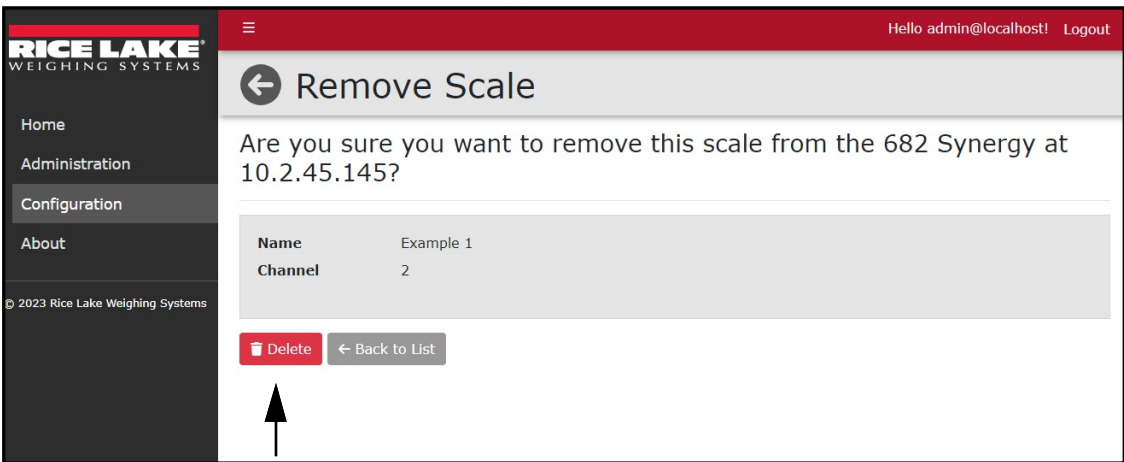 RICE LAKE®
WEIGHING SYSTEMS
Home
Administration
Configuration
About
© 2023 Rice Lake Weighing Systems
Hello admin@localhost! Logout
Remove Scale
Are you sure you want to remove this scale from the 682 Synergy at
10.2.45.145?
Name Example 1
Channel 2
Delete ← Back to List